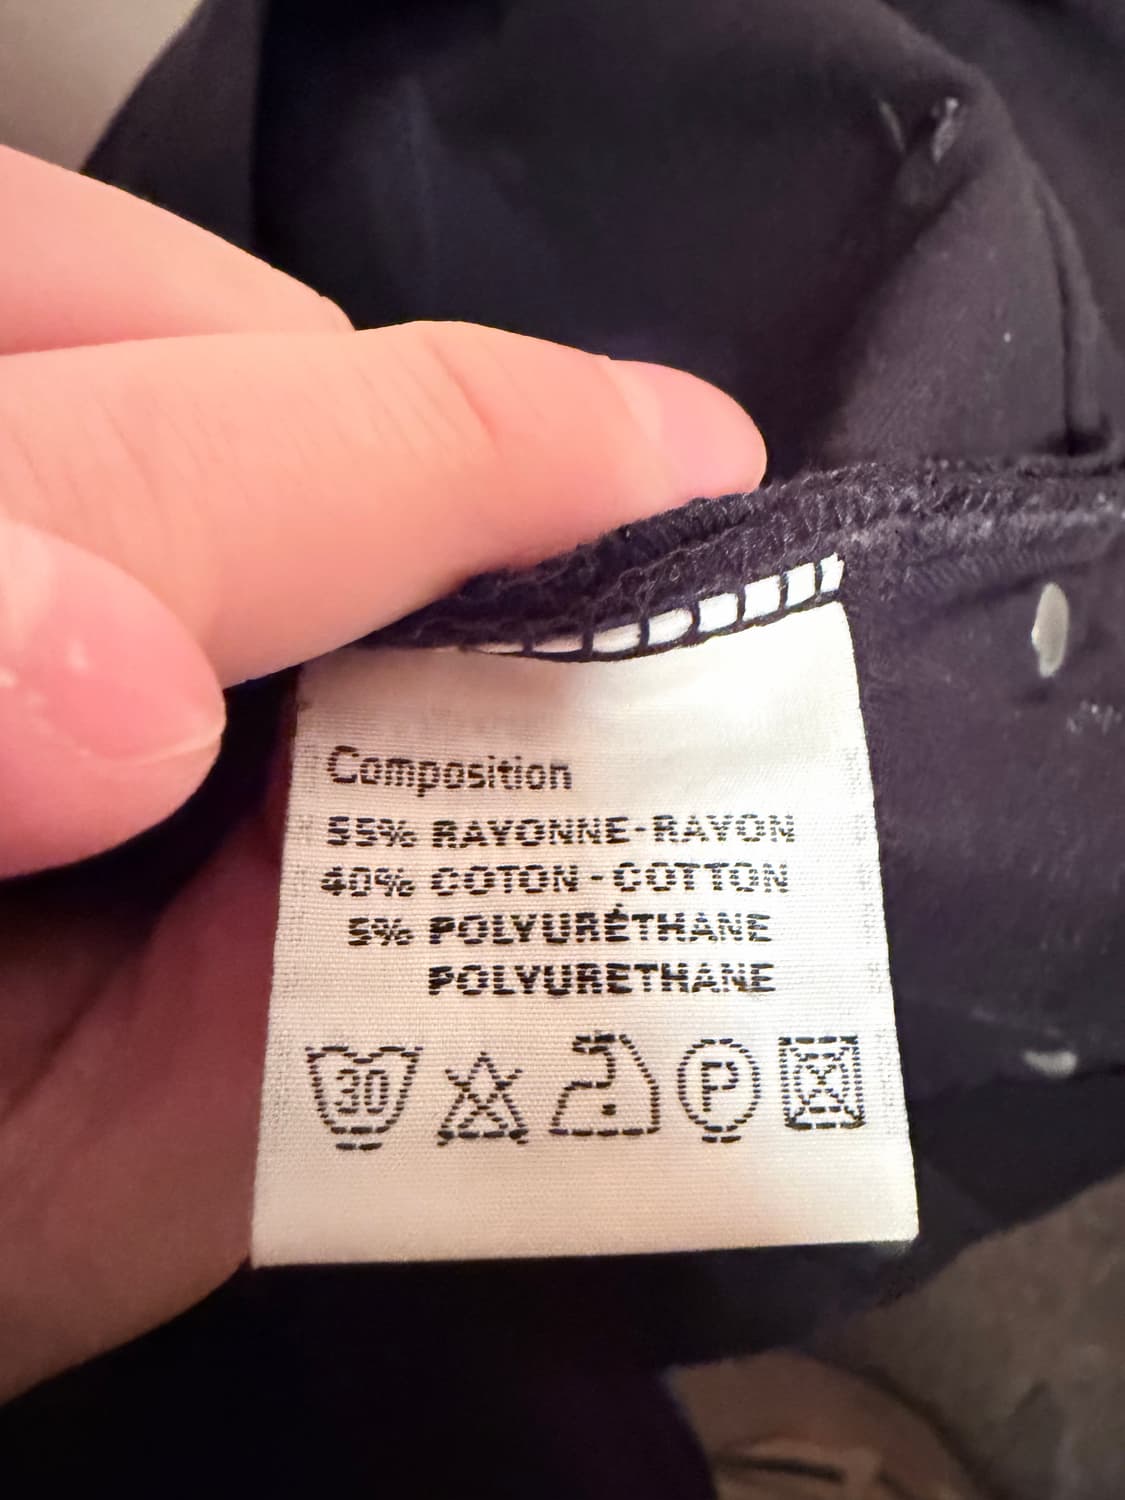 Composition
55% RAYONNE-RAYON
40% COTON - COTTON
5% POLYURÉTHANE
POLYURETHANE
30 P